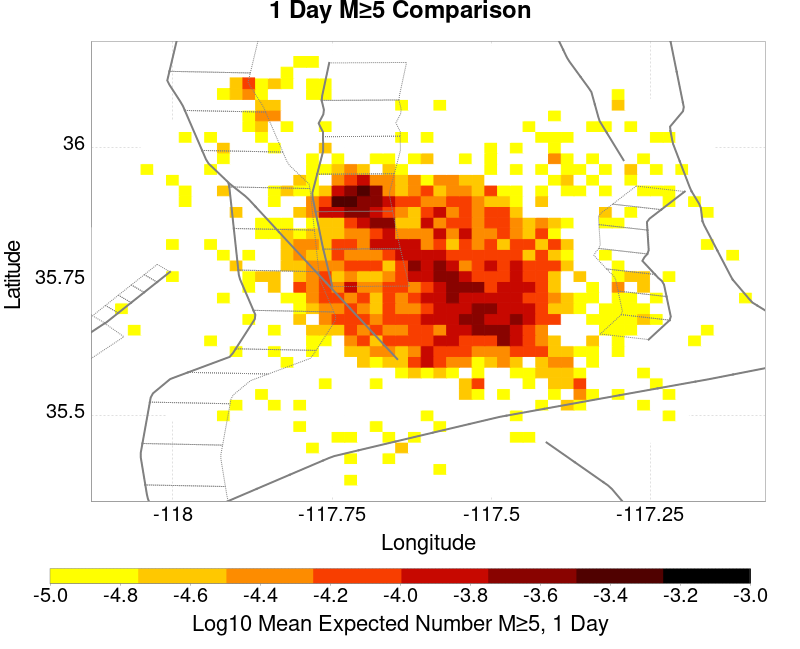 1 Day M≥5 Comparison
36
35.75
35.5
Latitude
-118 -117.75 -117.5 -117.25
Longitude
-5.0 -4.8 -4.6 -4.4 -4.2 -4.0 -3.8 -3.6 -3.4 -3.2 -3.0
Log10 Mean Expected Number M≥5, 1 Day